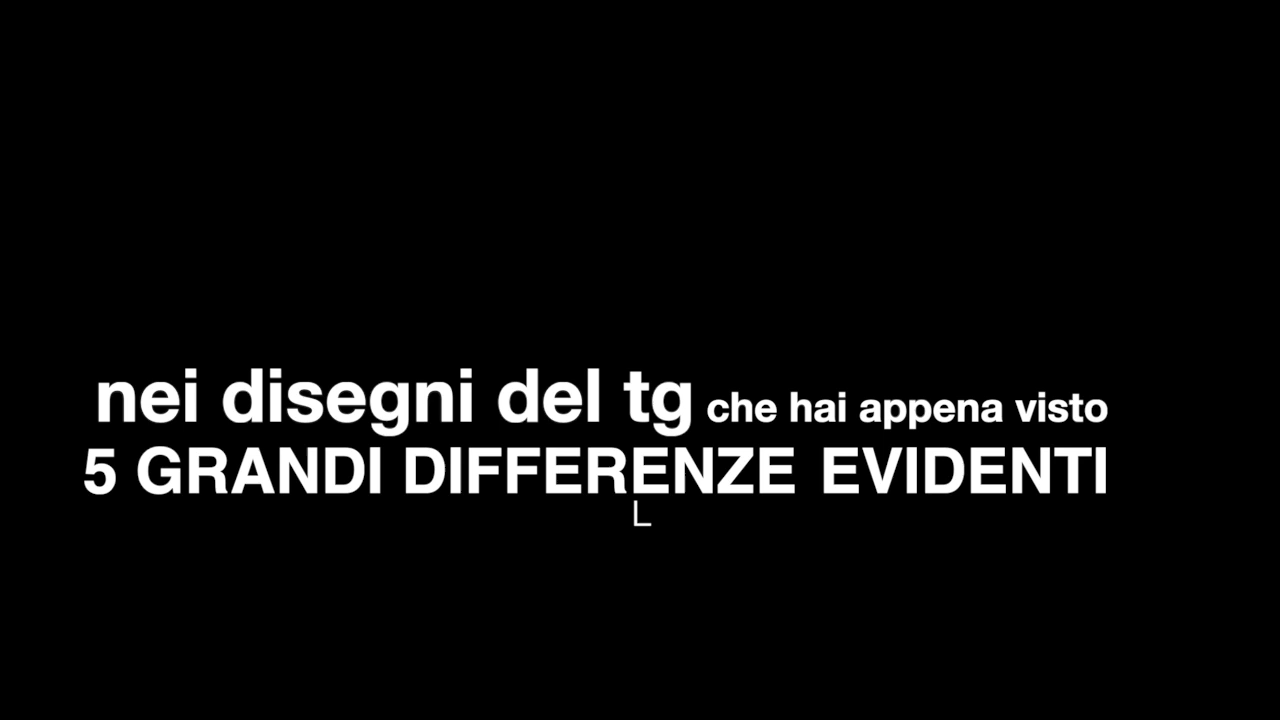 nei disegni del tg che hai appena visto
5 GRANDI DIFFERENZE EVIDENTI
L